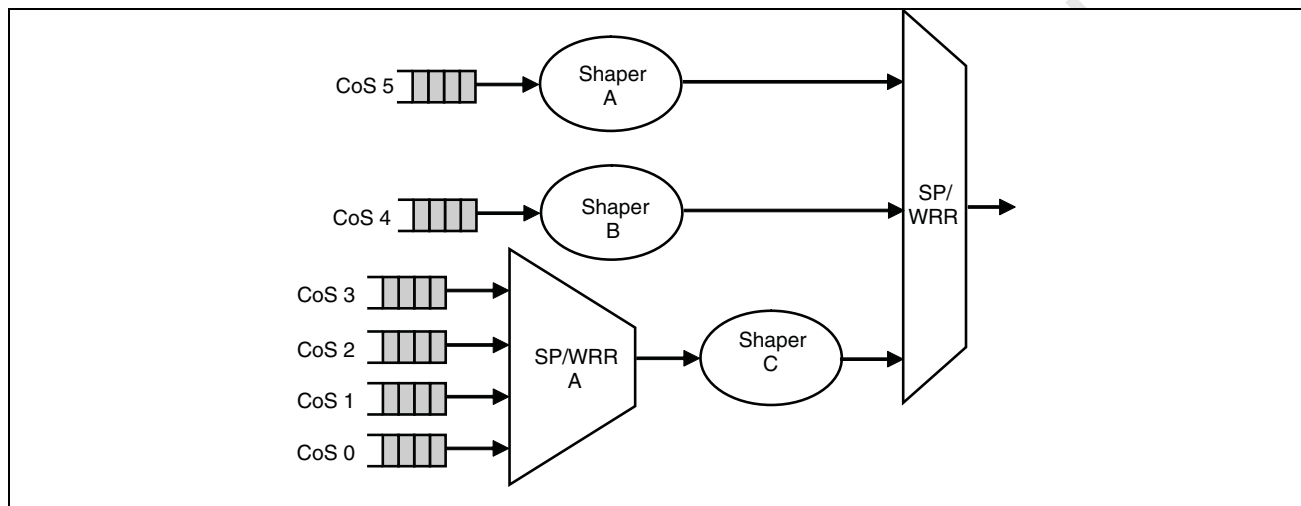 CoS 5
Shaper
A
CoS 4
Shaper
B
SP/
WRR
CoS 3
CoS 2
CoS 1
CoS 0
SP/WRR
A
Shaper
C